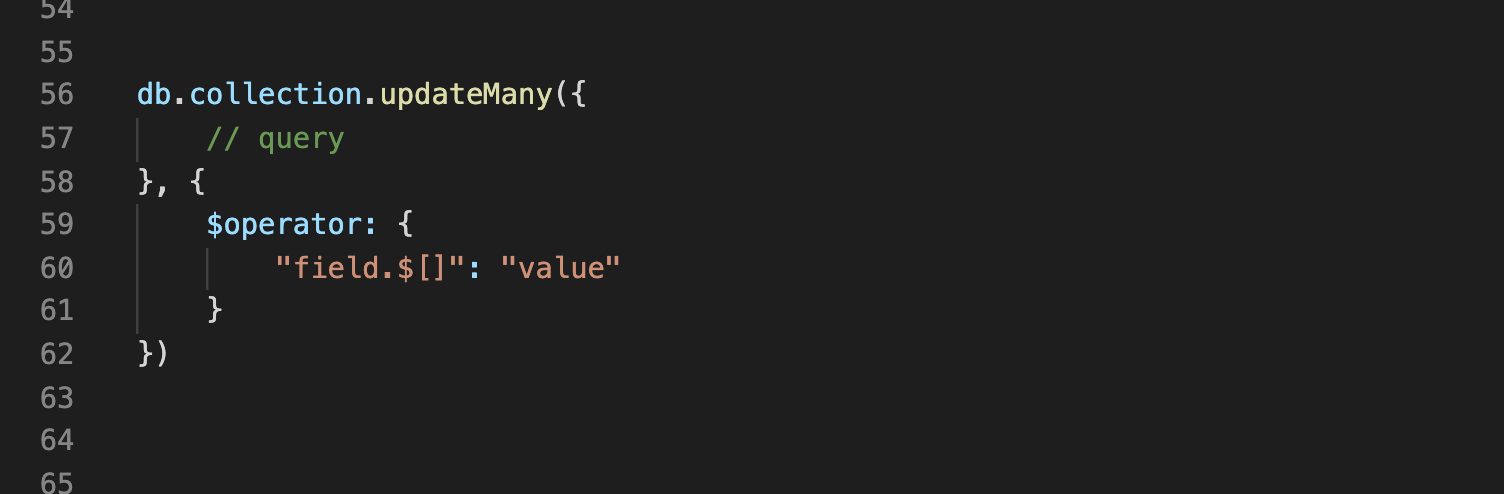 54
55
56 db.collection.updateMany({
57 // query
58 }, {
59 $operator: {
60 "field.$[]": "value"
61 }
62 })
63
64
65